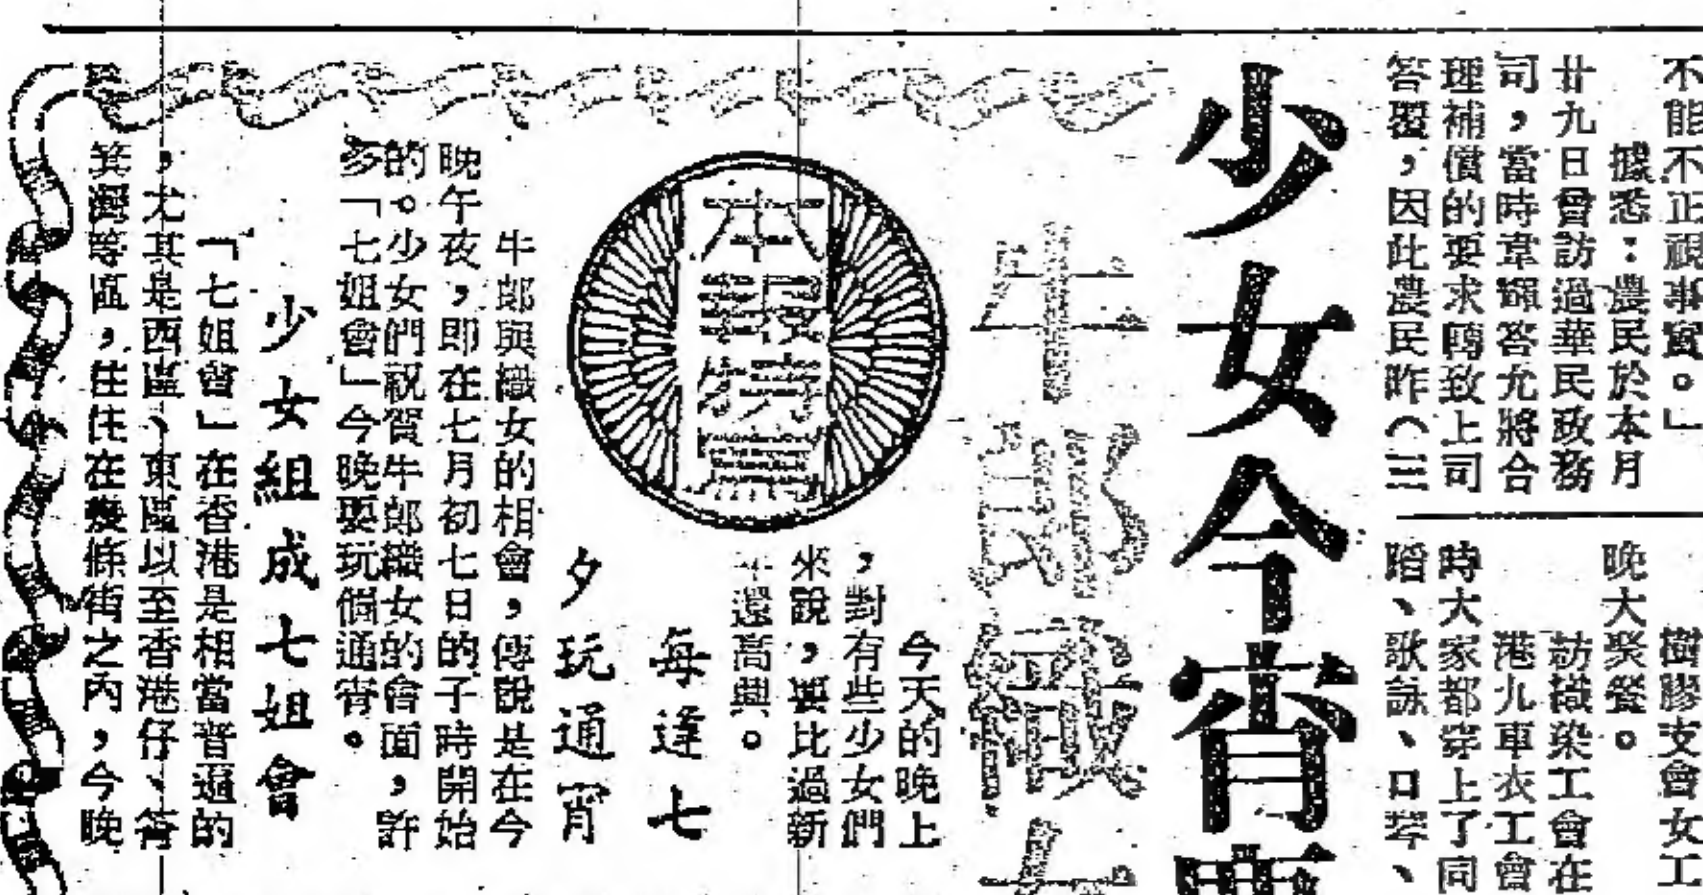 不能不正視事實。」
據悉:農民於本月
廿九日曾訪過華民政務
司,當時韋輝答允將合
理補償的要求轉致上司
答覆,因此農民昨(三
樹膠支會女工
晚大聚餐。
紡織染工會在
港九車衣工會
時大家都穿上了同
蹈、歌詠、口琴、
少女今宵
牛郎織女
本報特寫
今天的晚上
,對有些少女們
來說,要比過新
年還高興。
每逢七
夕玩通宵
牛郎與織女的相會,傳說是在今
晚午夜,即在七月初七日的子時開始
的。少女們祝賀牛郎織女的會面,許
多「七姐會」今晚要玩個通宵。
少女組成七姐會
「七姐會」在香港是相當普遍的
,尤其是西區、東區以至香港仔、筲
箕灣等區,往往在幾條街之內,今晚